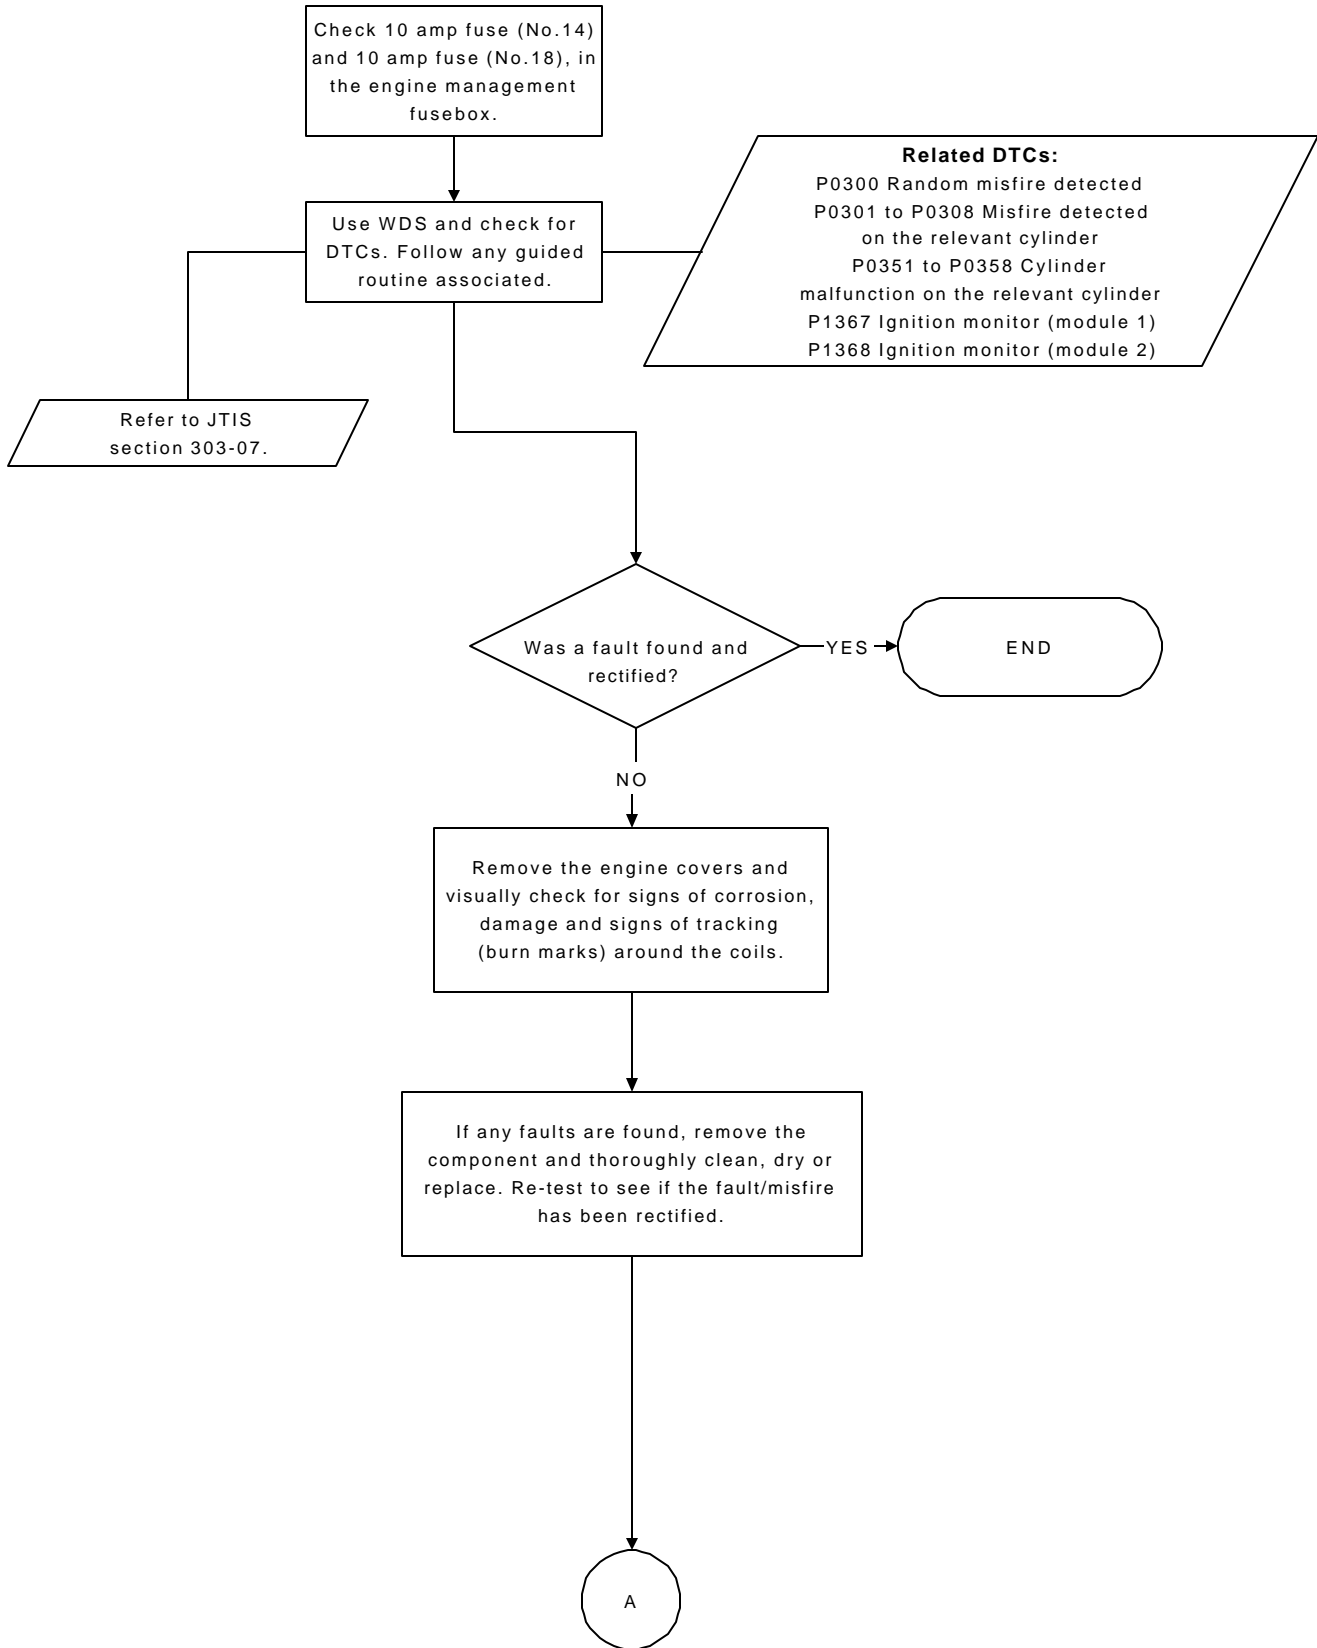 Check 10 amp fuse (No.14)
and 10 amp fuse (No.18), in
the engine management
fusebox.
Related DTCs:
P0300 Random misfire detected
P0301 to P0308 Misfire detected
on the relevant cylinder
P0351 to P0358 Cylinder
malfunction on the relevant cylinder
P1367 Ignition monitor (module 1)
P1368 Ignition monitor (module 2)
Use WDS and check for
DTCs. Follow any guided
routine associated.
Refer to JTIS
section 303-07.
Was a fault found and
rectified?
YES
END
NO
Remove the engine covers and
visually check for signs of corrosion,
damage and signs of tracking
(burn marks) around the coils.
If any faults are found, remove the
component and thoroughly clean, dry or
replace. Re-test to see if the fault/misfire
has been rectified.
A